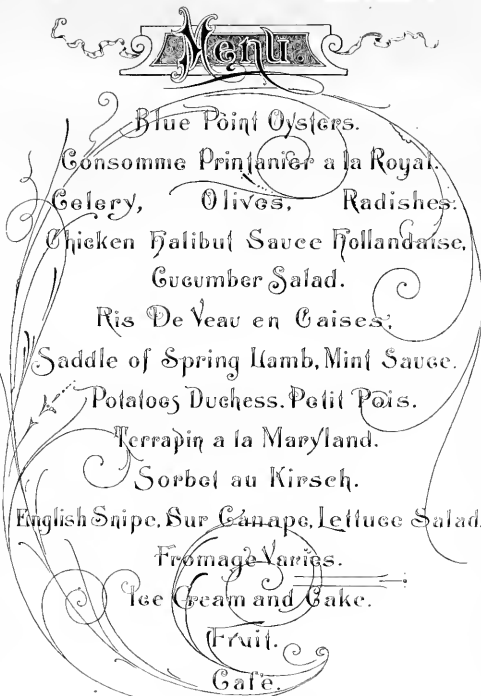 Menu.
Blue Point Oysters.
Consomme Printanier a la Royal.
Celery, Olives, Radishes.
Chicken Halibut Sauce Hollandaise,
Cucumber Salad.
Ris De Veau en Caises,
Saddle of Spring Lamb, Mint Sauce.
Potatoes Duchess. Petit Pois.
Terrapin a la Maryland.
Sorbet au Kirsch.
English Snipe, Sur Canape, Lettuce Salad.
Fromage Varies.
Ice Cream and Cake.
Fruit.
Cafè.